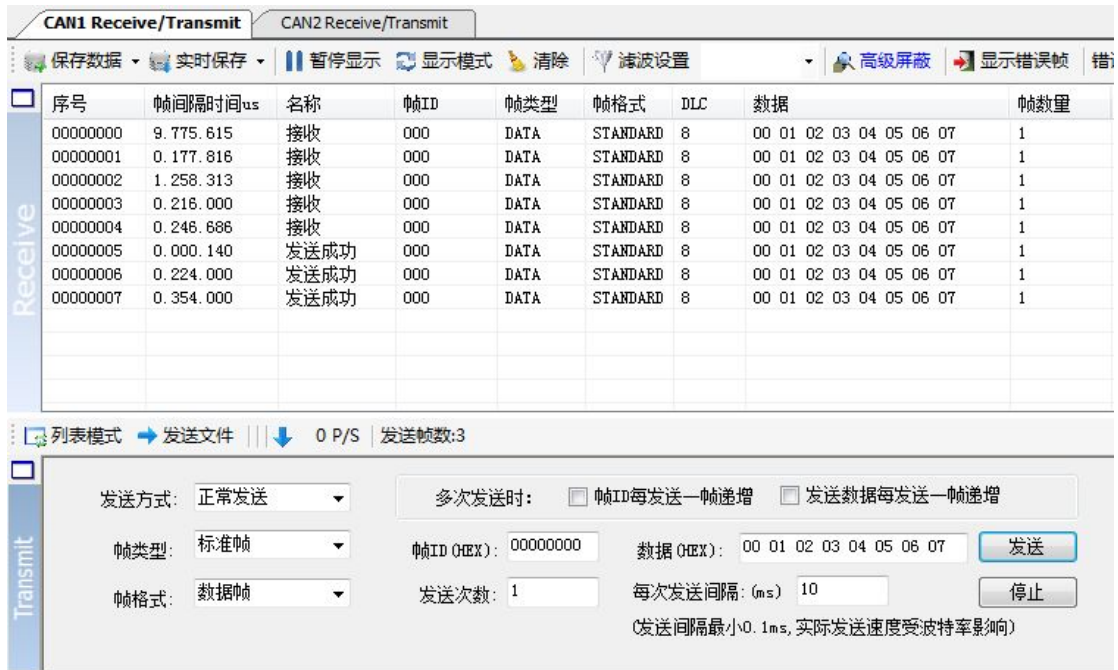 CAN1 Receive/Transmit CAN2 Receive/Transmit
保存数据 实时保存 暂停显示 显示模式 清除 滤波设置 高级屏蔽 显示错误帧
序号 帧间隔时间us 名称 帧ID 帧类型 帧格式 DLC 数据 帧数量
00000000 9.775.615 接收 000 DATA STANDARD 8 00 01 02 03 04 05 06 07 1
00000001 0.177.816 接收 000 DATA STANDARD 8 00 01 02 03 04 05 06 07 1
00000002 1.258.313 接收 000 DATA STANDARD 8 00 01 02 03 04 05 06 07 1
00000003 0.216.000 接收 000 DATA STANDARD 8 00 01 02 03 04 05 06 07 1
00000004 0.246.686 接收 000 DATA STANDARD 8 00 01 02 03 04 05 06 07 1
00000005 0.000.140 发送成功 000 DATA STANDARD 8 00 01 02 03 04 05 06 07 1
00000006 0.224.000 发送成功 000 DATA STANDARD 8 00 01 02 03 04 05 06 07 1
00000007 0.354.000 发送成功 000 DATA STANDARD 8 00 01 02 03 04 05 06 07 1
Receive
列表模式 发送文件 0 P/S 发送帧数:3
发送方式: 正常发送 多次发送时: 帧ID每发送一帧递增 发送数据每发送一帧递增
帧类型: 标准帧 帧ID(HEX): 00000000 数据(HEX): 00 01 02 03 04 05 06 07 发送
帧格式: 数据帧 发送次数: 1 每次发送间隔:(ms) 10 停止
(发送间隔最小0.1ms,实际发送速度受波特率影响)
Transmit